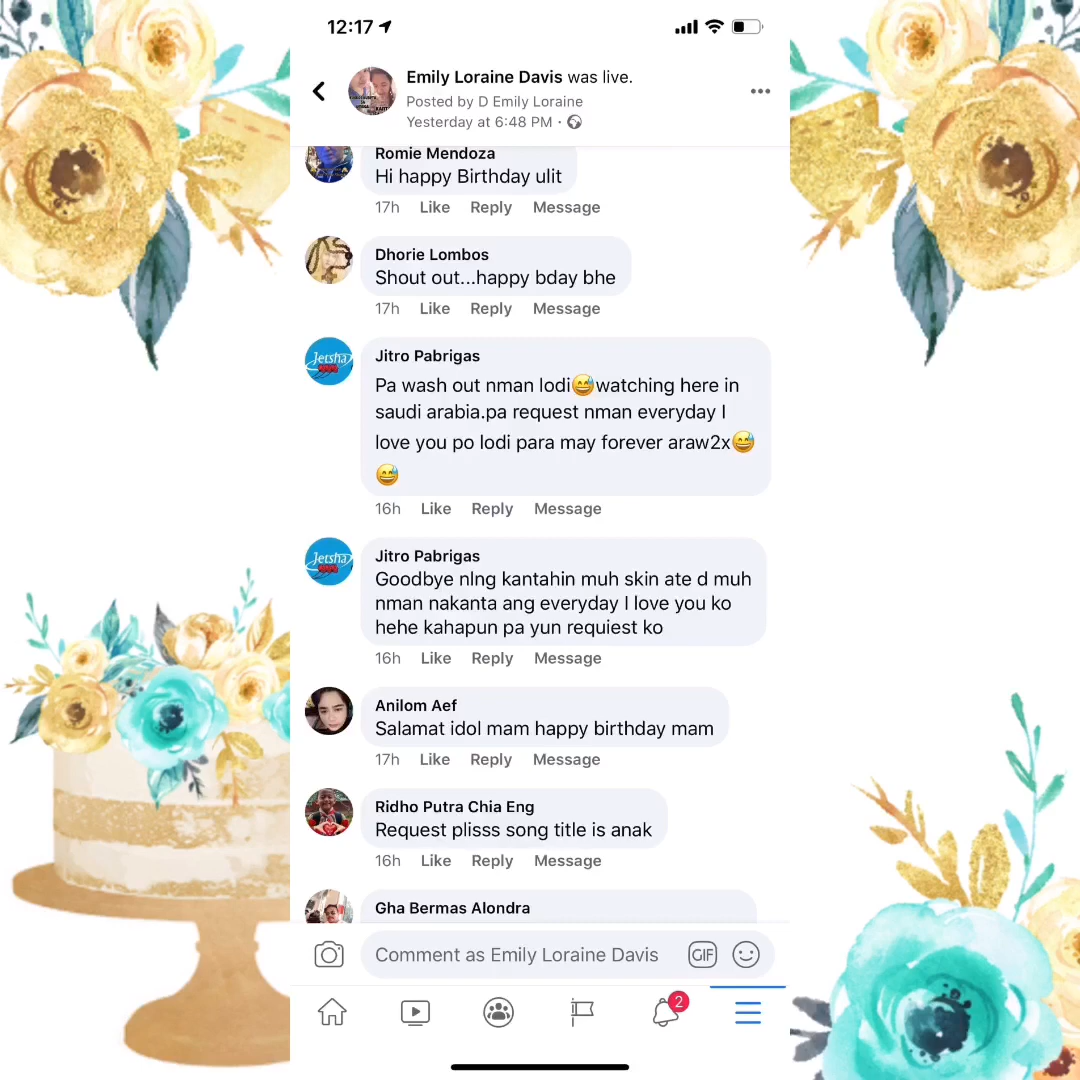 12:17
Emily Loraine Davis was live.
Posted by D Emily Loraine
Yesterday at 6:48 PM ·
Romie Mendoza
Hi happy Birthday ulit
17h Like Reply Message
Dhorie Lombos
Shout out...happy bday bhe
17h Like Reply Message
Jetsha
Jitro Pabrigas
Pa wash out nman lodi😅watching here in
saudi arabia.pa request nman everyday I
love you po lodi para may forever araw2x😅
😅
16h Like Reply Message
Jetsha
Jitro Pabrigas
Goodbye nlng kantahin muh skin ate d muh
nman nakanta ang everyday I love you ko
hehe kahapun pa yun requiest ko
16h Like Reply Message
Anilom Aef
Salamat idol mam happy birthday mam
17h Like Reply Message
Ridho Putra Chia Eng
Request plisss song title is anak
16h Like Reply Message
Gha Bermas Alondra
Comment as Emily Loraine Davis GIF
2